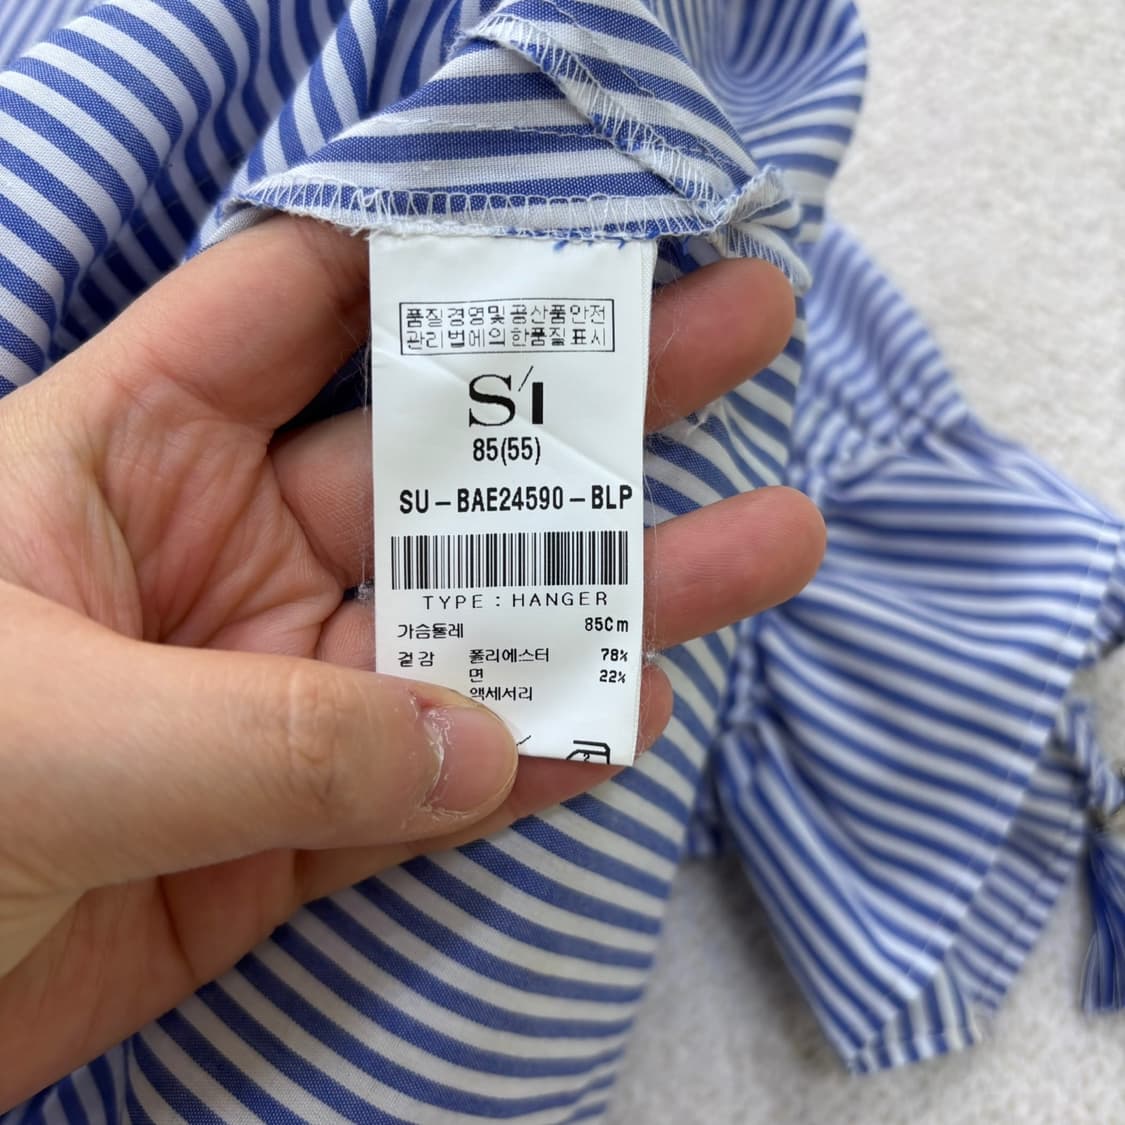 품질경영및공산품안전
관리법에의한품질표시
S/I
85(55)
SU-BAE24590-BLP
TYPE : HANGER
가슴둘레 85Cm
겉감 폴리에스터 78%
면 22%
액세서리